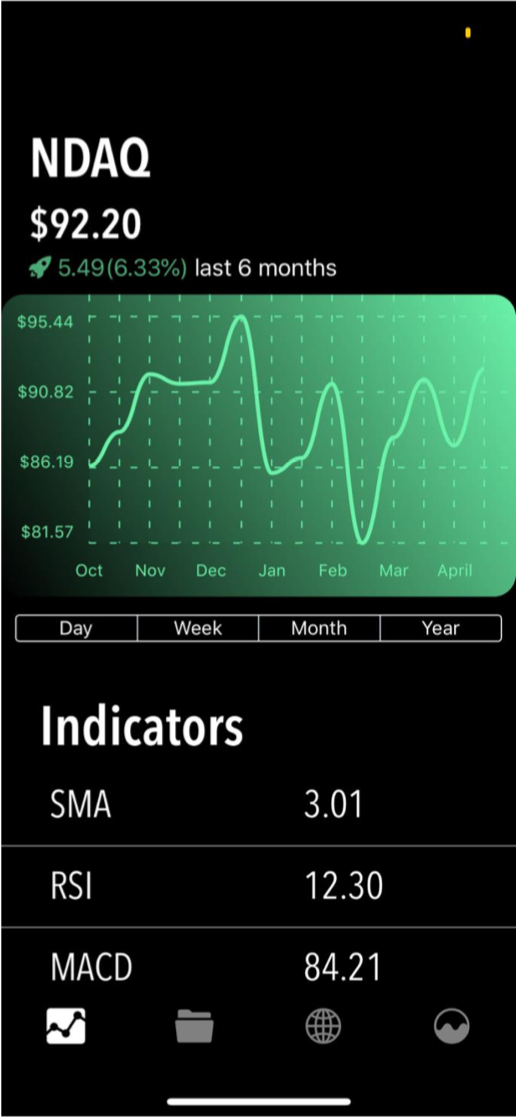 NDAQ
$92.20
5.49(6.33%) last 6 months
$95.44
$90.82
$86.19
$81.57
Oct Nov Dec Jan Feb Mar April
Day Week Month Year
Indicators
SMA 3.01
RSI 12.30
MACD 84.21